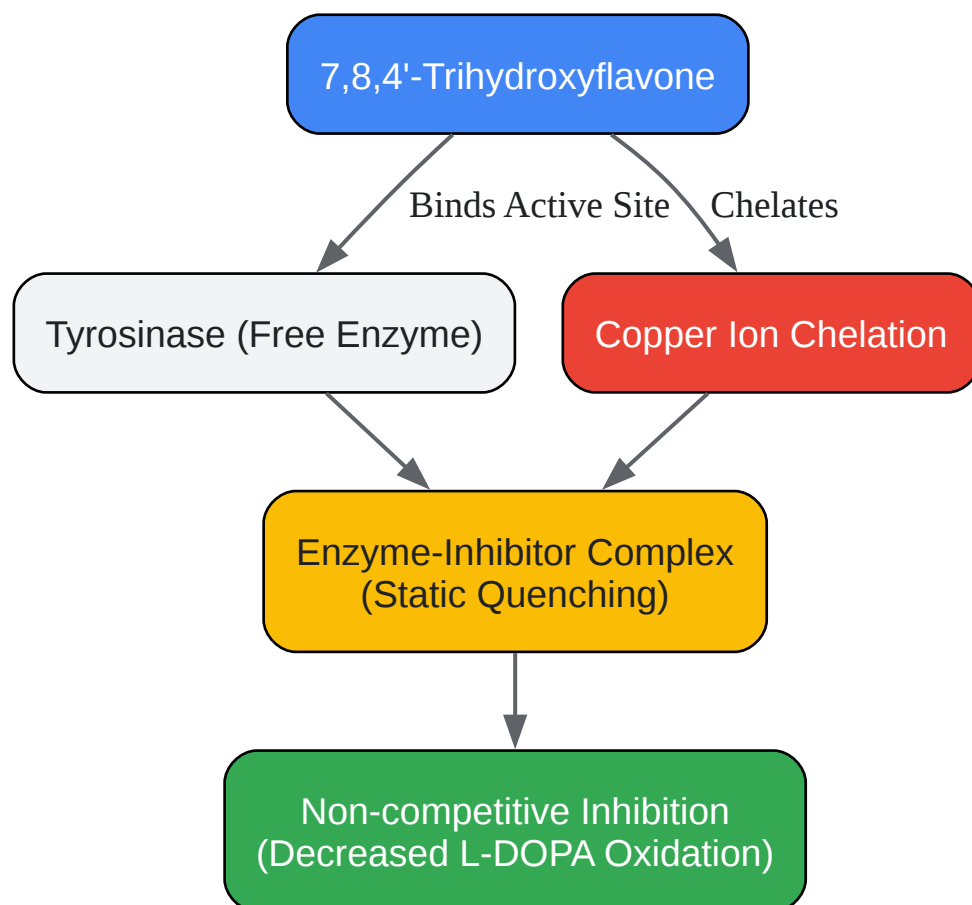 7,8,4'-Trihydroxyflavone
Binds Active Site
Chelates
Tyrosinase (Free Enzyme)
Copper Ion Chelation
Enzyme-Inhibitor Complex
(Static Quenching)
Non-competitive Inhibition
(Decreased L-DOPA Oxidation)